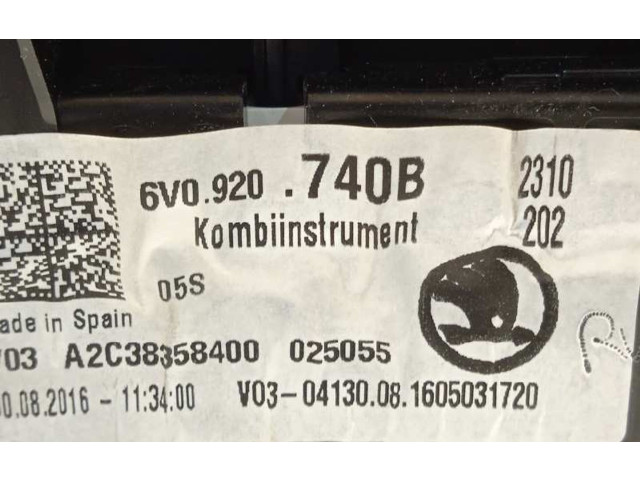 6V0.920 .740B 2310
Kombiinstrument 202
05S
ade in Spain
V03 A2C38358400 025055
30.08.2016 - 11:34:00 V03-04130.08.1605031720